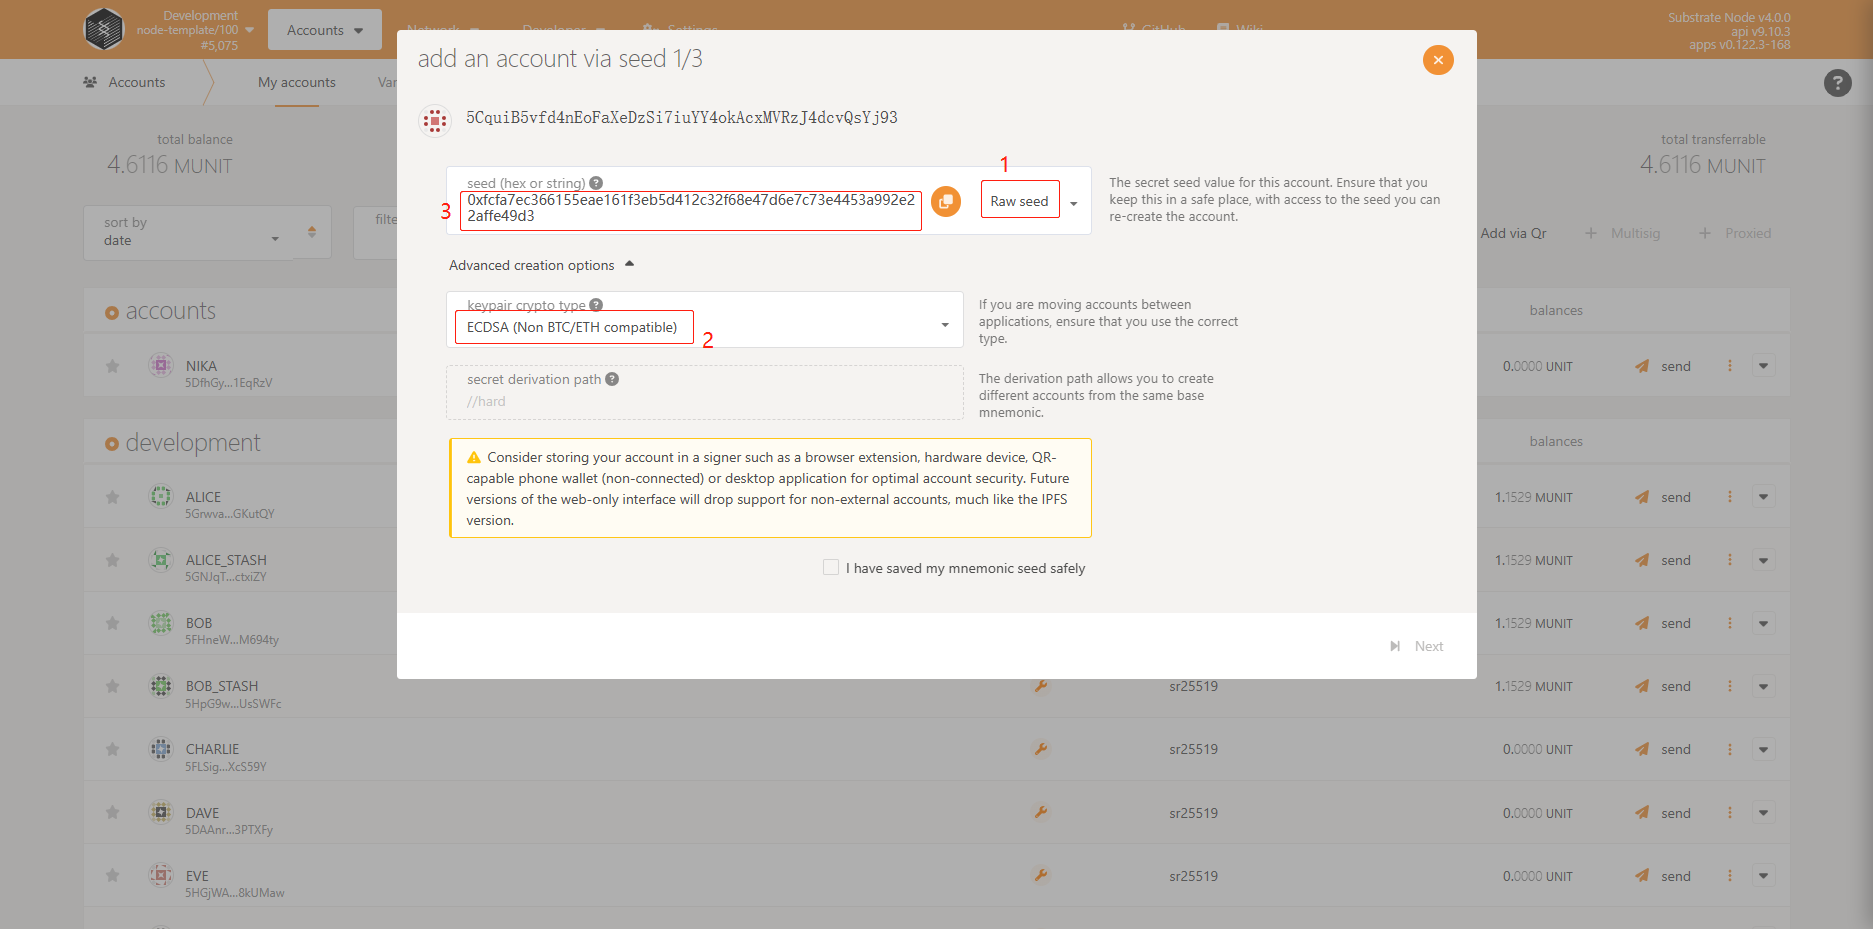 Development
node-template/100
#5,075
Accounts
Network
Developer
Settings
GitHub
Wiki
Substrate Node v4.0.0
api v9.10.3
apps v0.122.3-168
Accounts
My accounts
?
total balance
4.6116 MUNIT
total transferrable
4.6116 MUNIT
sort by
date
Add via Qr
Multisig
Proxied
add an account via seed 1/3
5CquiB5vfd4nEoFaXeDzSi7iuYY4okAcxMVRzJ4dcvQsYj93
1
seed (hex or string)
3
0xfcfa7ec366155eae161f3eb5d412c32f68e47d6e7c73e4453a992e2
2affe49d3
Raw seed
The secret seed value for this account. Ensure that you
keep this in a safe place, with access to the seed you can
re-create the account.
Advanced creation options
keypair crypto type
ECDSA (Non BTC/ETH compatible)
2
If you are moving accounts between
applications, ensure that you use the correct
type.
secret derivation path
//hard
The derivation path allows you to create
different accounts from the same base
mnemonic.
Consider storing your account in a signer such as a browser extension, hardware device, QR-
capable phone wallet (non-connected) or desktop application for optimal account security. Future
versions of the web-only interface will drop support for non-external accounts, much like the IPFS
version.
I have saved my mnemonic seed safely
Next
accounts
balances
NIKA
5DfhGy...1EqRzV
0.0000 UNIT
send
development
balances
ALICE
5Grwva...GKutQY
1.1529 MUNIT
send
ALICE_STASH
5GNJqT...ctxiZY
1.1529 MUNIT
send
BOB
5FHneW...M694ty
1.1529 MUNIT
send
BOB_STASH
5HpG9w...UsSWFc
sr25519
1.1529 MUNIT
send
CHARLIE
5FLSig...XcS59Y
sr25519
0.0000 UNIT
send
DAVE
5DAAnr...3PTXFy
sr25519
0.0000 UNIT
send
EVE
5HGjWA...8kUMaw
sr25519
0.0000 UNIT
send